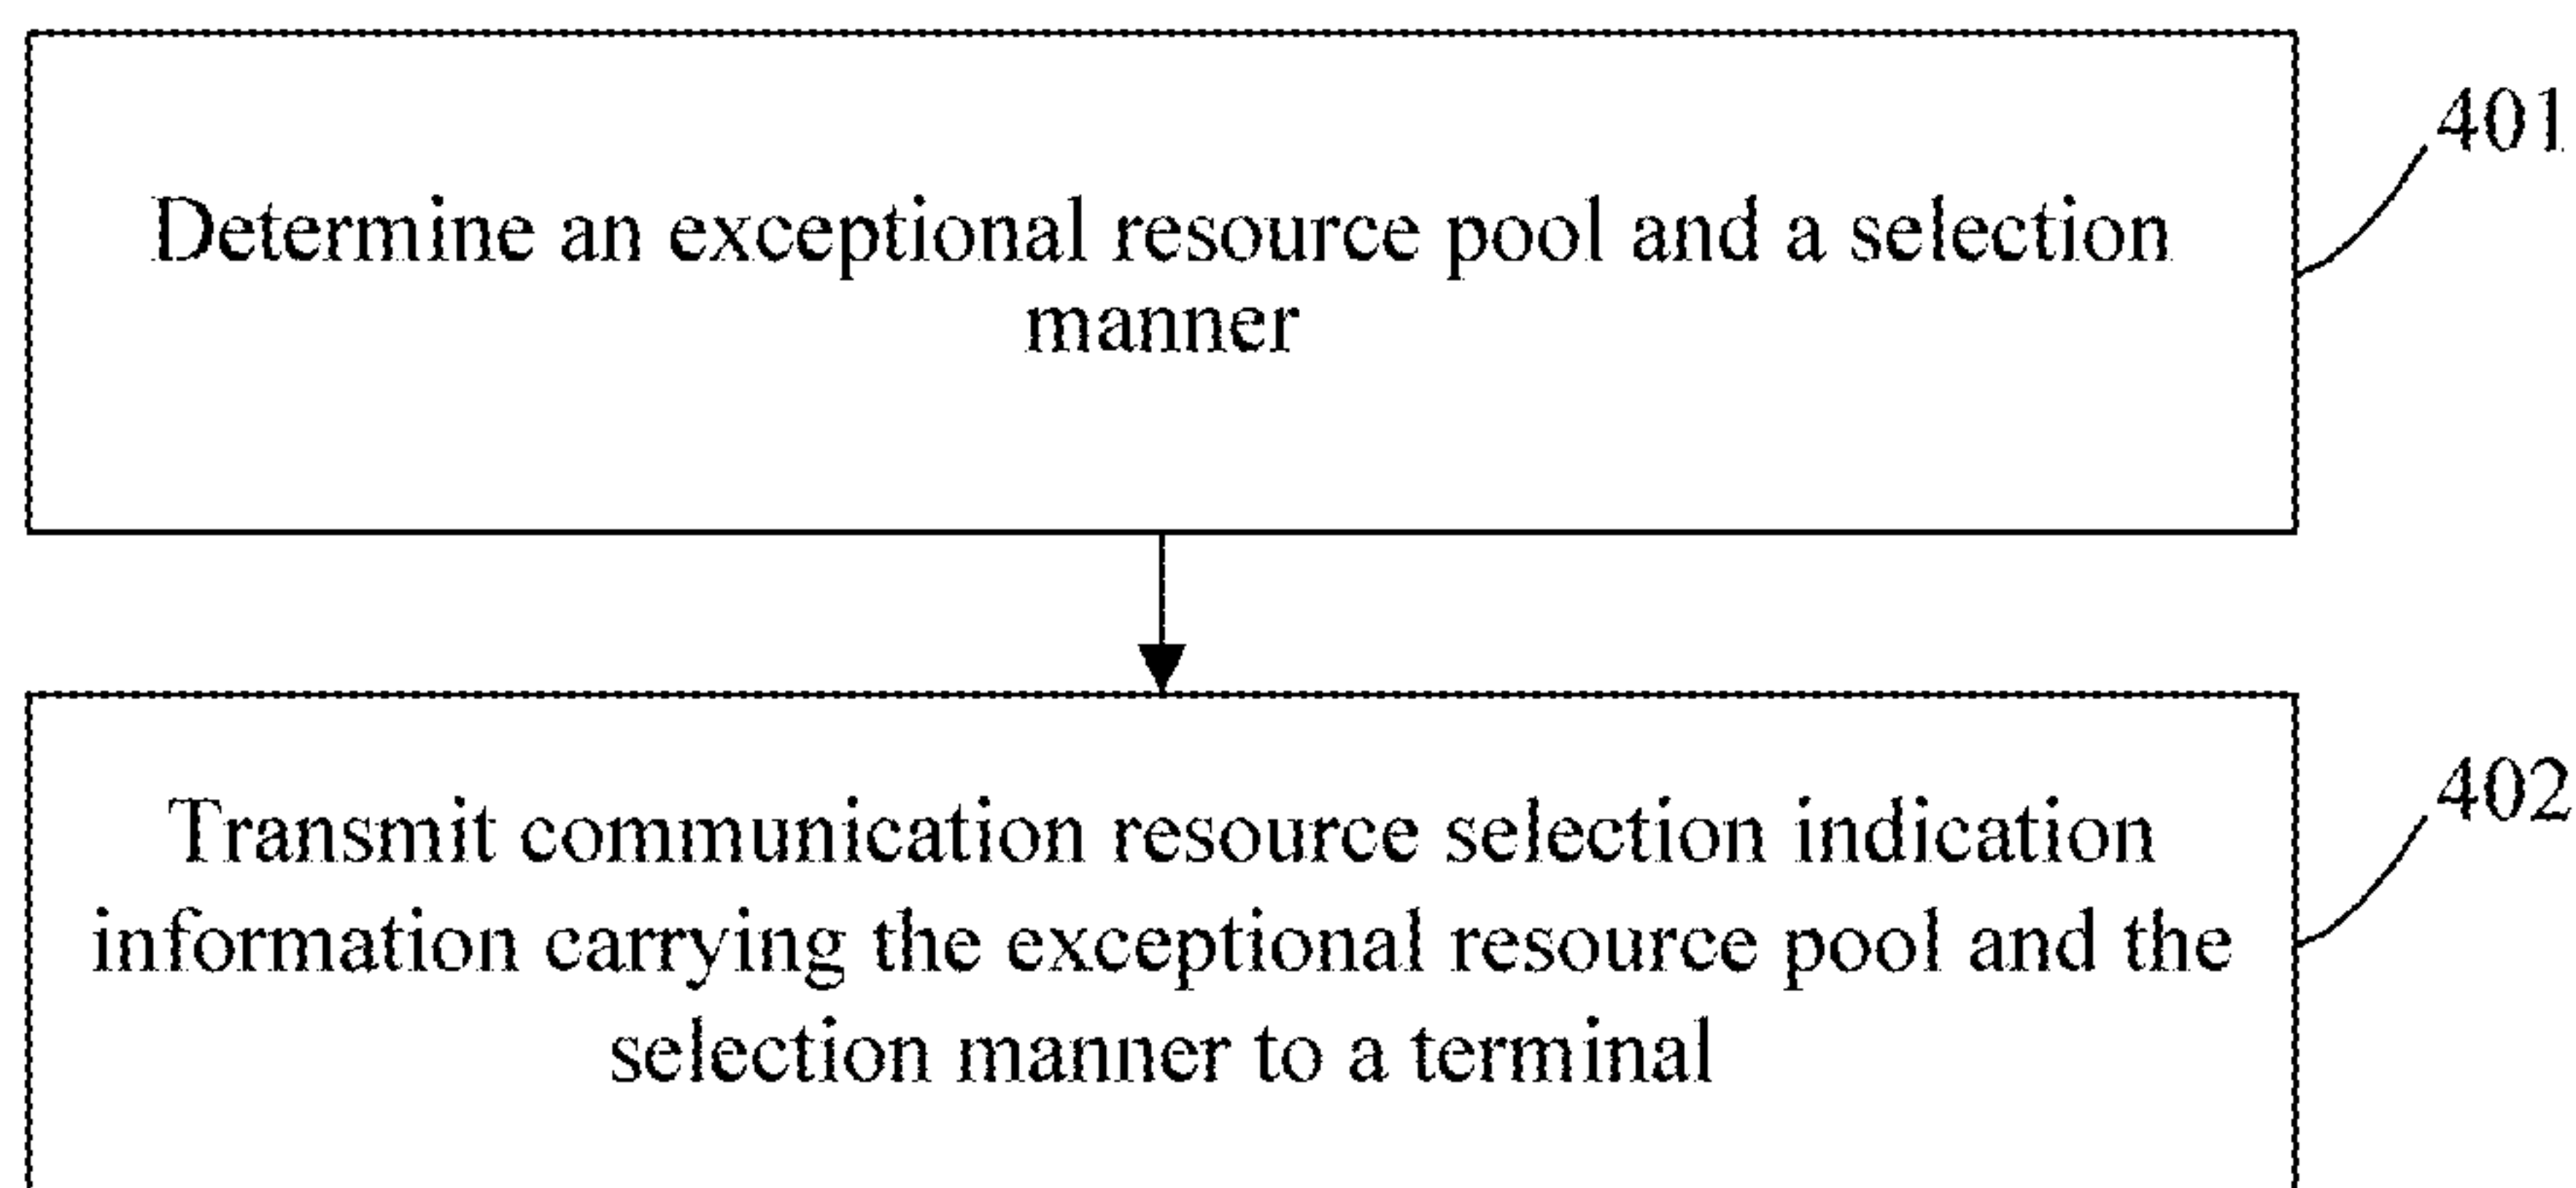 401
Determine an exceptional resource pool and a selection
manner
402
Transmit communication resource selection indication
information carrying the exceptional resource pool and the
selection manner to a terminal